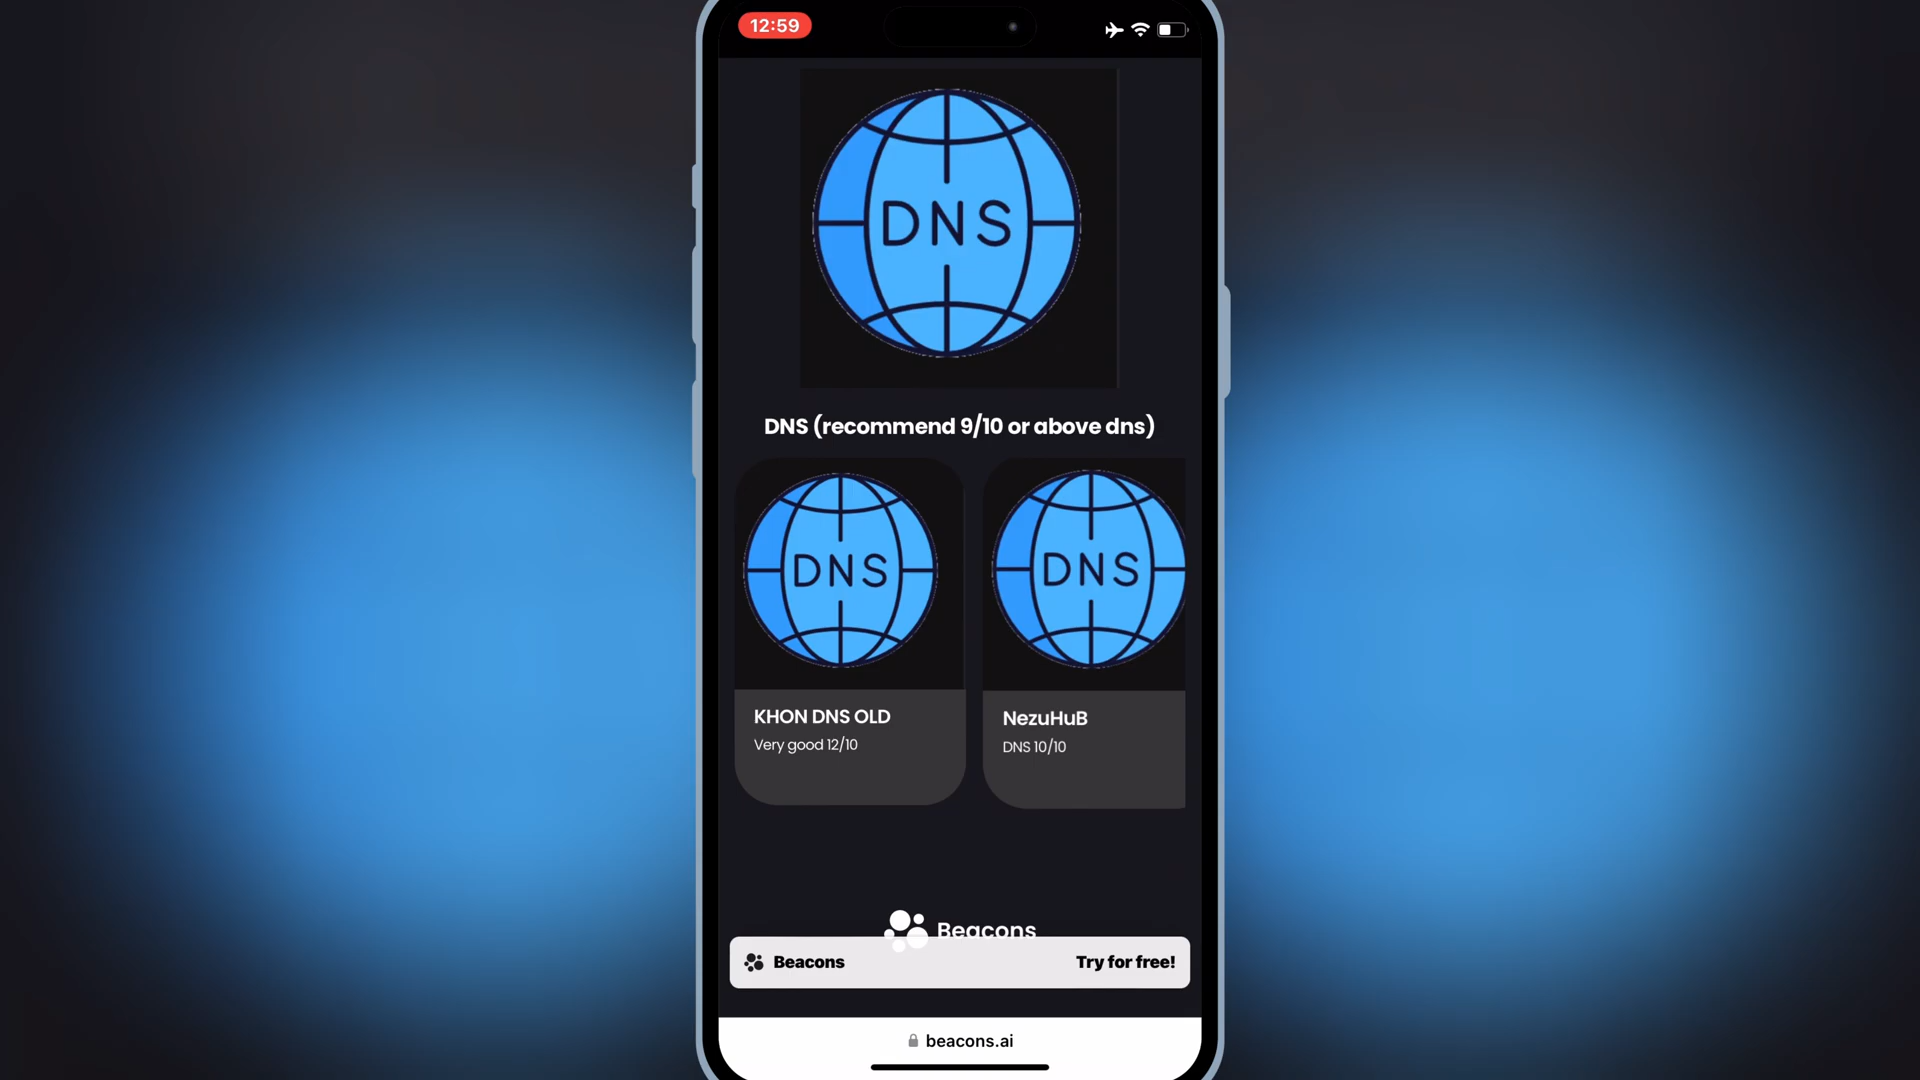 12:59
DNS
DNS (recommend 9/10 or above dns)
DNS
DNS
KHON DNS OLD
Very good 12/10
NezuHuB
DNS 10/10
Beacons
Beacons
Try for free!
beacons.ai